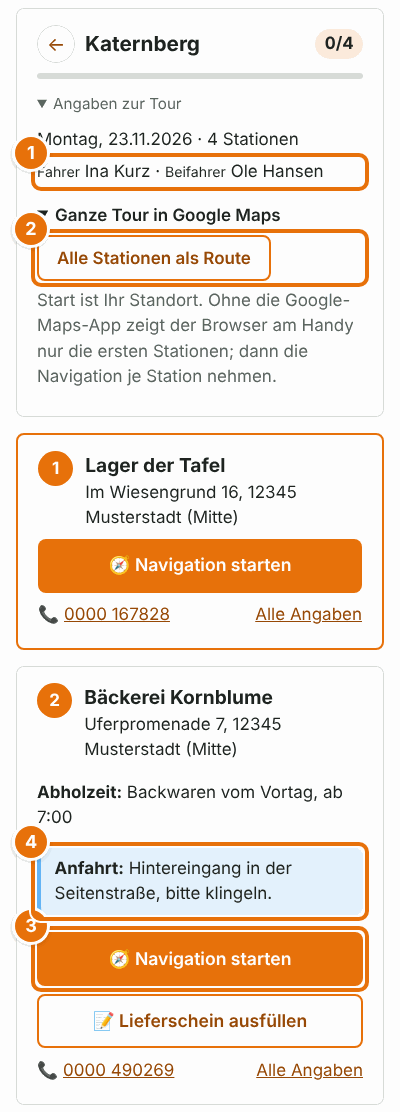 ← Katernberg 0/4
▼ Angaben zur Tour
Montag, 23.11.2026 · 4 Stationen
1
Fahrer Ina Kurz · Beifahrer Ole Hansen
▼ Ganze Tour in Google Maps
2
Alle Stationen als Route
Start ist Ihr Standort. Ohne die Google-
Maps-App zeigt der Browser am Handy
nur die ersten Stationen; dann die
Navigation je Station nehmen.
1 Lager der Tafel
Im Wiesengrund 16, 12345
Musterstadt (Mitte)
🧭 Navigation starten
📞 0000 167828 Alle Angaben
2 Bäckerei Kornblume
Uferpromenade 7, 12345
Musterstadt (Mitte)
Abholzeit: Backwaren vom Vortag, ab
7:00
4
Anfahrt: Hintereingang in der
Seitenstraße, bitte klingeln.
3
🧭 Navigation starten
📝 Lieferschein ausfüllen
📞 0000 490269 Alle Angaben